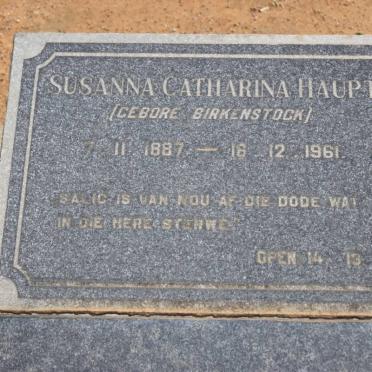 SUSANNA CATHARINA HAUPT
(GEBORE BIRKENSTOCK)
7. 11. 1887 — 16. 12. 1961.
"SALIG IS VAN NOU AF DIE DODE WAT
IN DIE HERE STERWE."
OPEN 14. 13